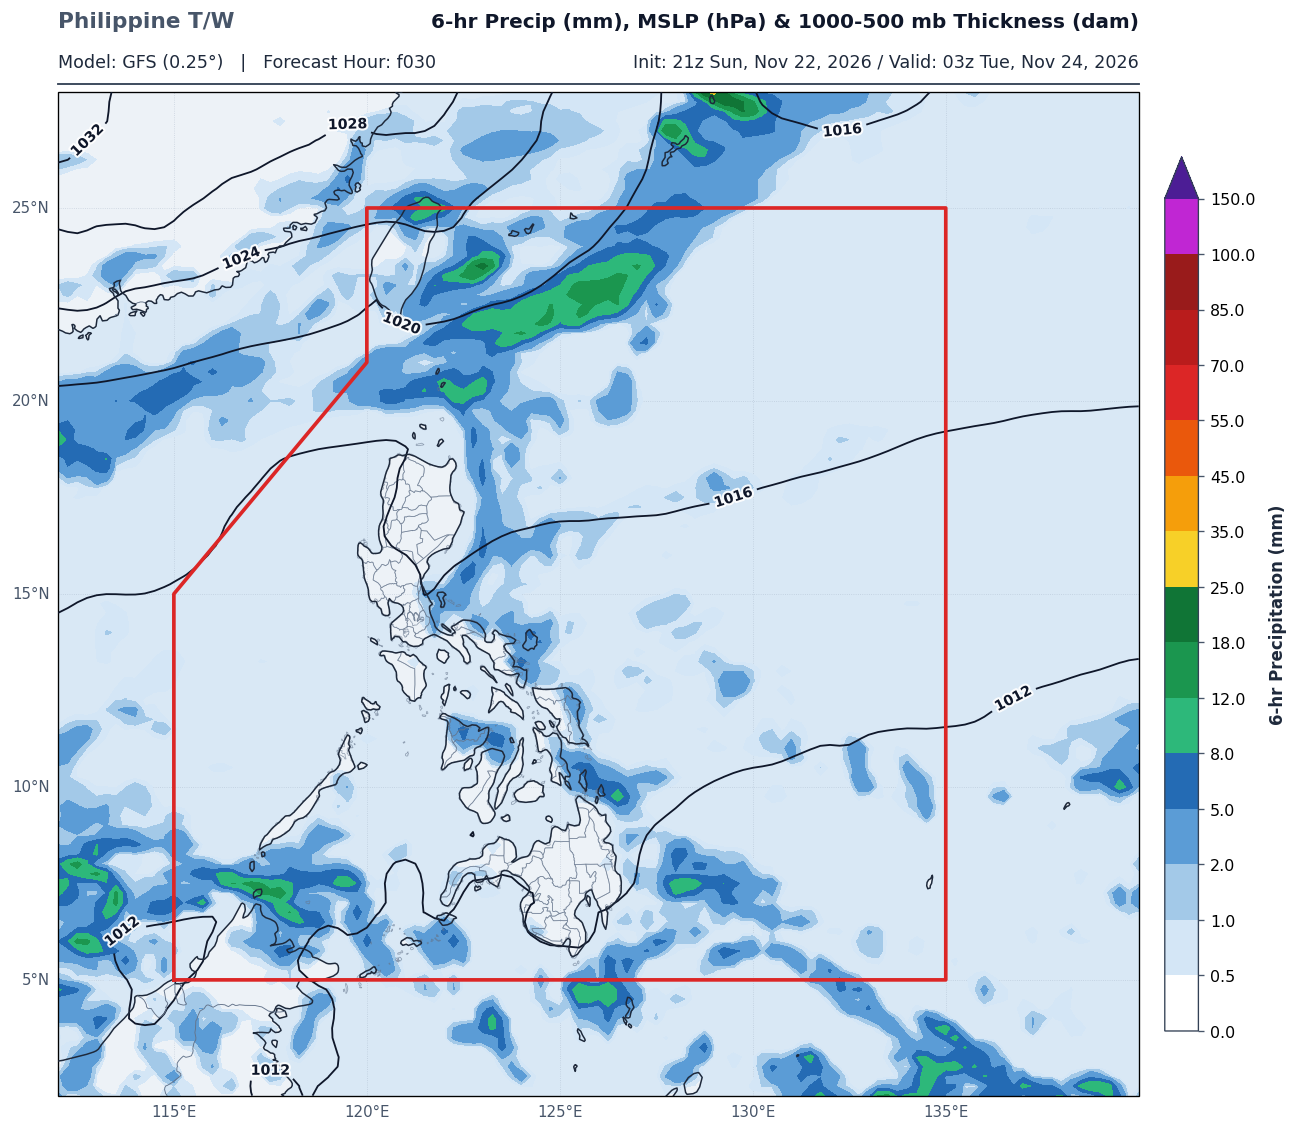 Philippine T/W
6-hr Precip (mm), MSLP (hPa) & 1000-500 mb Thickness (dam)
Model: GFS (0.25°)   |   Forecast Hour: f030
Init: 21z Sun, Nov 22, 2026 / Valid: 03z Tue, Nov 24, 2026
1032
1028
1016
1024
1020
1016
1012
1012
1012
25°N
20°N
15°N
10°N
5°N
115°E
120°E
125°E
130°E
135°E
150.0
100.0
85.0
70.0
55.0
45.0
35.0
25.0
18.0
12.0
8.0
5.0
2.0
1.0
0.5
0.0
6-hr Precipitation (mm)